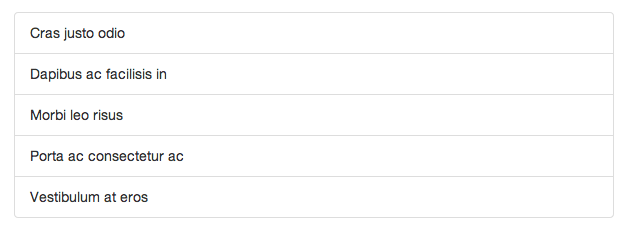 Cras justo odio
Dapibus ac facilisis in
Morbi leo risus
Porta ac consectetur ac
Vestibulum at eros